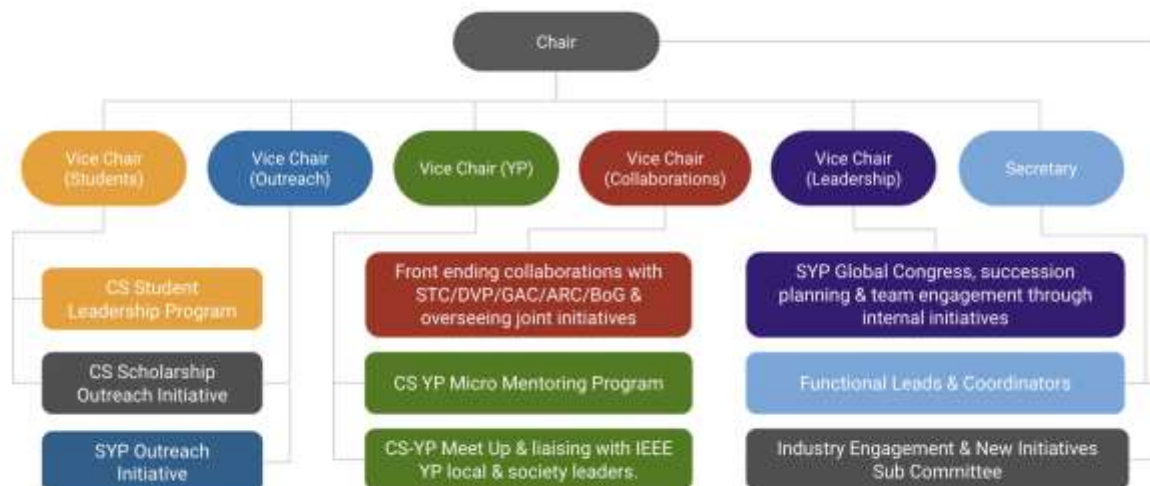 Chair
Vice Chair
(Students)
Vice Chair
(Outreach)
Vice Chair (YP)
Vice Chair
(Collaborations)
Vice Chair
(Leadership)
Secretary
CS Student
Leadership Program
Front ending collaborations with
STC/DVP/GAC/ARC/BoG &
overseeing joint initiatives
SYP Global Congress, succession
planning & team engagement through
internal initiatives
CS Scholarship
Outreach Initiative
CS YP Micro Mentoring Program
Functional Leads & Coordinators
SYP Outreach
Initiative
CS-YP Meet Up & liaising with IEEE
YP local & society leaders.
Industry Engagement & New Initiatives
Sub Committee